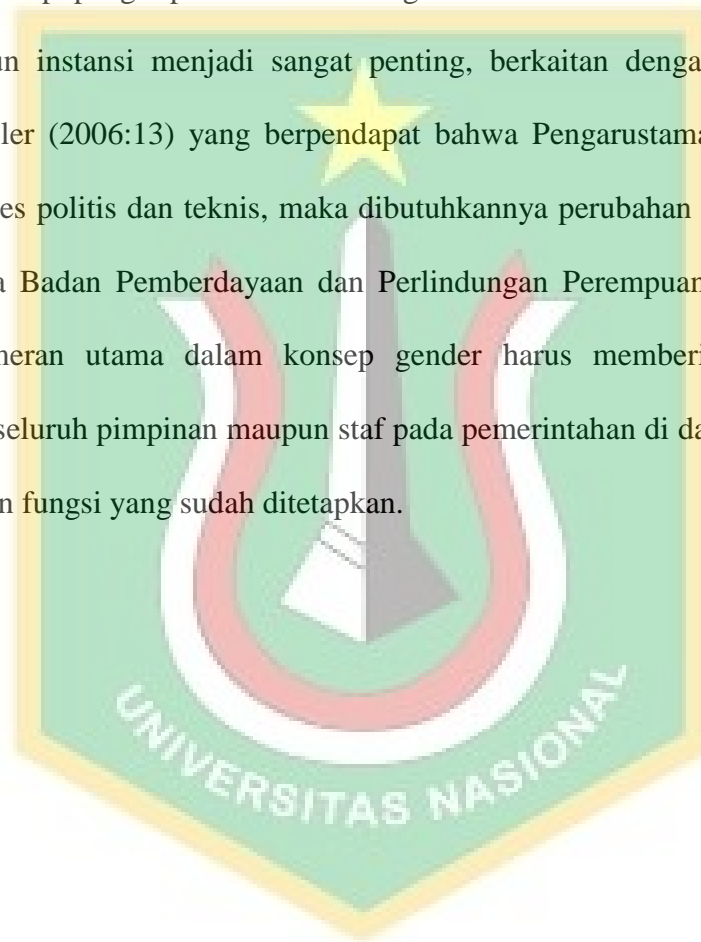 un instansi menjadi sangat penting, berkaitan denga
ler (2006:13) yang berpendapat bahwa Pengarustama
es politis dan teknis, maka dibutuhkannya perubahan
a Badan Pemberdayaan dan Perlindungan Perempuan
neran utama dalam konsep gender harus memberi
seluruh pimpinan maupun staf pada pemerintahan di da
n fungsi yang sudah ditetapkan.
UNIVERSITAS NASIONAL